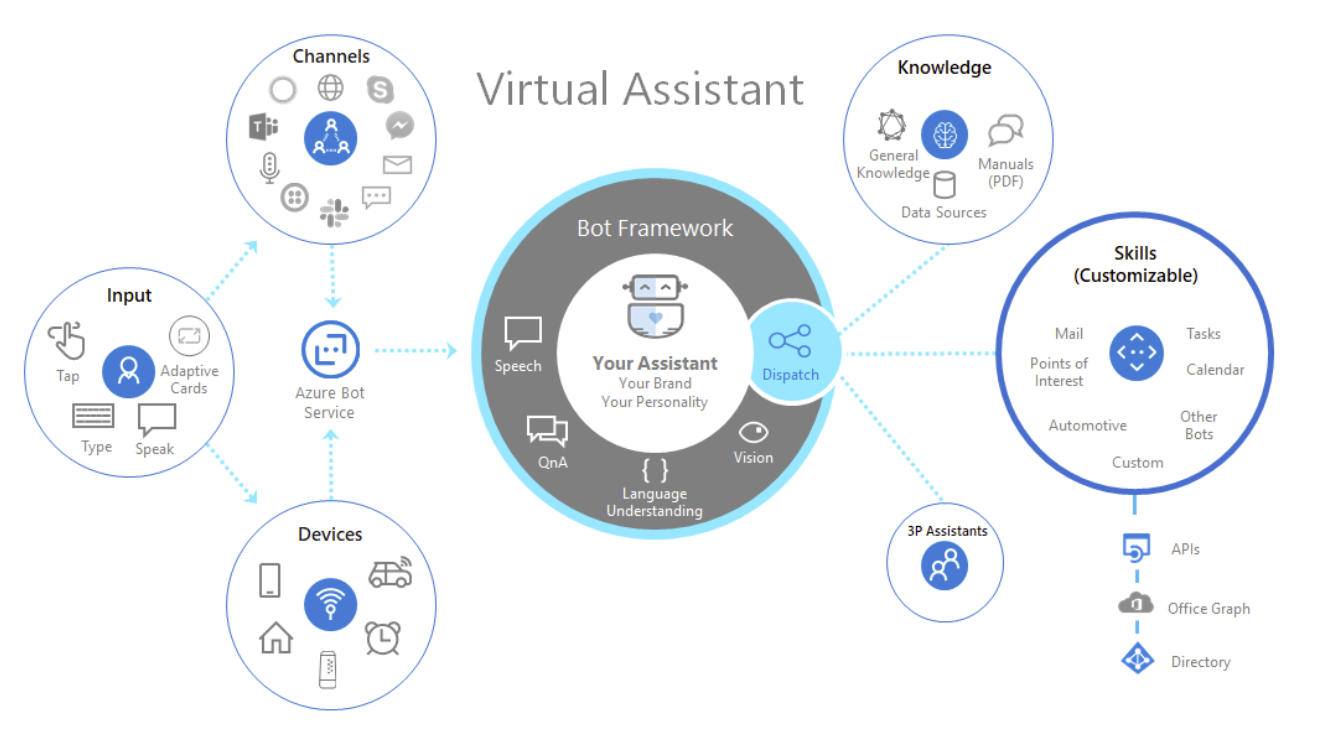 Virtual Assistant
Channels
Input
Tap
Adaptive
Cards
Type
Speak
Azure Bot
Service
Devices
Bot Framework
Your Assistant
Your Brand
Your Personality
Speech
QnA
{ }
Language
Understanding
Vision
Dispatch
Knowledge
General
Knowledge
Manuals
(PDF)
Data Sources
Skills
(Customizable)
Mail
Tasks
Points of
Interest
Calendar
Automotive
Other
Bots
Custom
3P Assistants
APIs
Office Graph
Directory